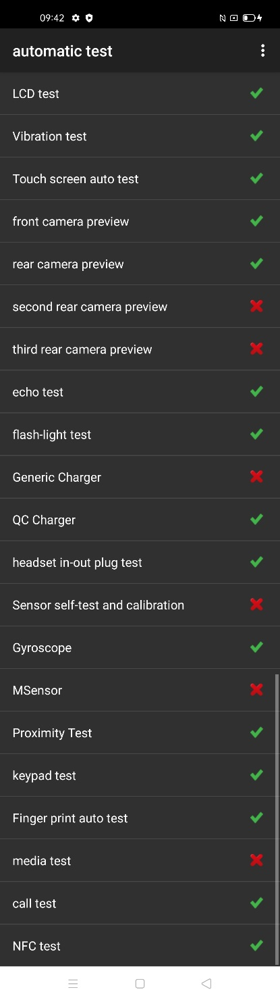 09:42
automatic test
LCD test
Vibration test
Touch screen auto test
front camera preview
rear camera preview
second rear camera preview
third rear camera preview
echo test
flash-light test
Generic Charger
QC Charger
headset in-out plug test
Sensor self-test and calibration
Gyroscope
MSensor
Proximity Test
keypad test
Finger print auto test
media test
call test
NFC test